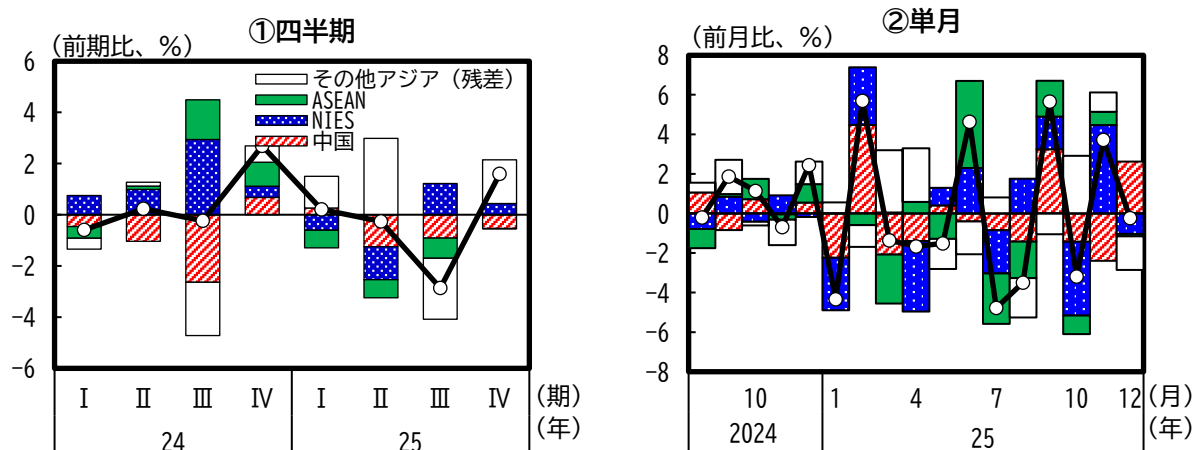 ①四半期
(前期比、%)
6
4
2
0
−2
−4
−6
その他アジア（残差）
ASEAN
NIES
中国
Ⅰ Ⅱ Ⅲ Ⅳ Ⅰ Ⅱ Ⅲ Ⅳ (期)
24 25 (年)
②単月
(前月比、%)
8
6
4
2
0
−2
−4
−6
−8
10 1 4 7 10 12 (月)
2024 25 (年)